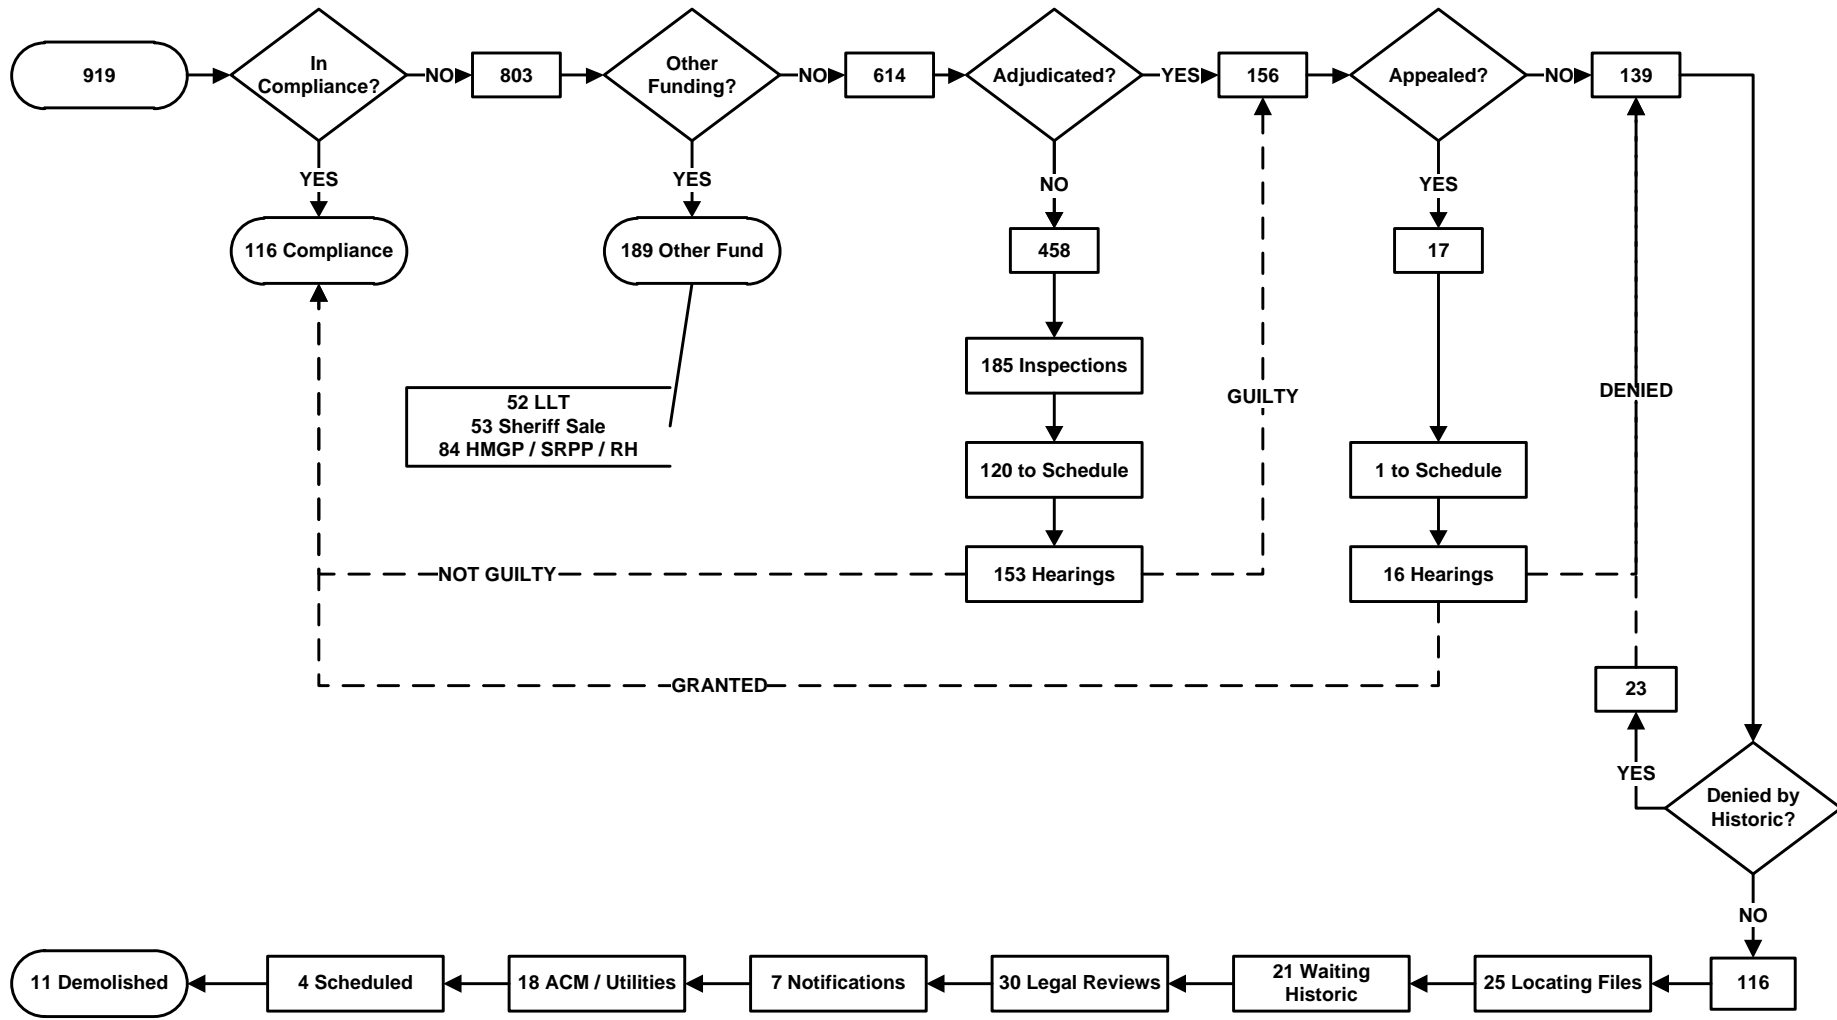 919
In
Compliance?
NO
803
Other
Funding?
NO
614
Adjudicated?
YES
156
Appealed?
NO
139
YES
YES
NO
YES
116 Compliance
189 Other Fund
458
17
52 LLT
53 Sheriff Sale
84 HMGP / SRPP / RH
185 Inspections
GUILTY
DENIED
120 to Schedule
1 to Schedule
NOT GUILTY
153 Hearings
16 Hearings
GRANTED
23
YES
Denied by
Historic?
NO
11 Demolished
4 Scheduled
18 ACM / Utilities
7 Notifications
30 Legal Reviews
21 Waiting
Historic
25 Locating Files
116